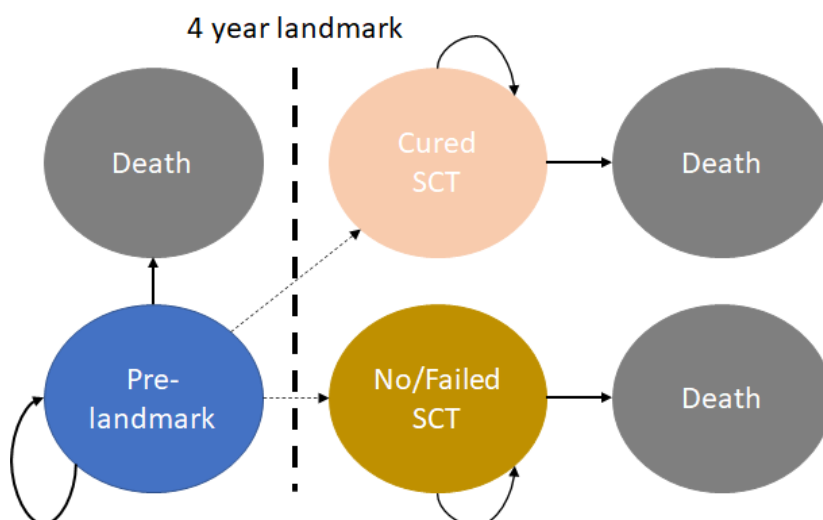 4 year landmark
Death
Cured
SCT
Death
Pre-
landmark
No/Failed
SCT
Death